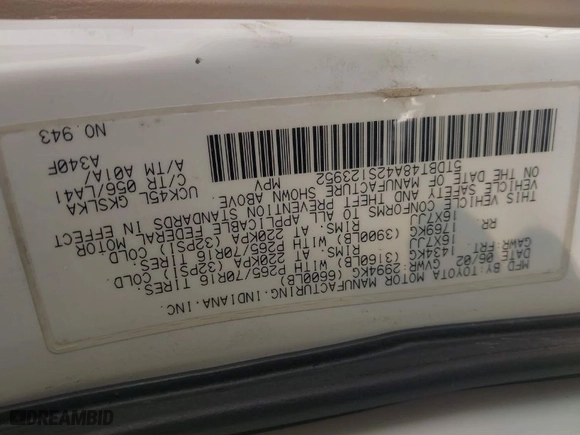 MFD BY:TOYOTA MOTOR MANUFACTURING.INDIANA.INC.
DATE 06/02 GVWR:2994KG (6600LB)
GAWR:FRT. 1434KG (3160LB) WITH P265/70R16 TIRES
16X7JJ RIMS. AT 220KPA (32PSI) COLD
RR 1769KG (3900LB) WITH P265/70R16 TIRES
16X7JJ RIMS. AT 220KPA (32PSI) COLD
THIS VEHICLE CONFORMS TO ALL APPLICABLE FEDERAL MOTOR
VEHICLE SAFETY AND THEFT PREVENTION STANDARDS IN EFFECT
ON THE DATE OF MANUFACTURE SHOWN ABOVE.
5TDBT48A42S123952 MPV
UCK45L GKSLKA
C/TR 056/LA41
A/TM A01A/ A340F
NO.943
DREAMBID